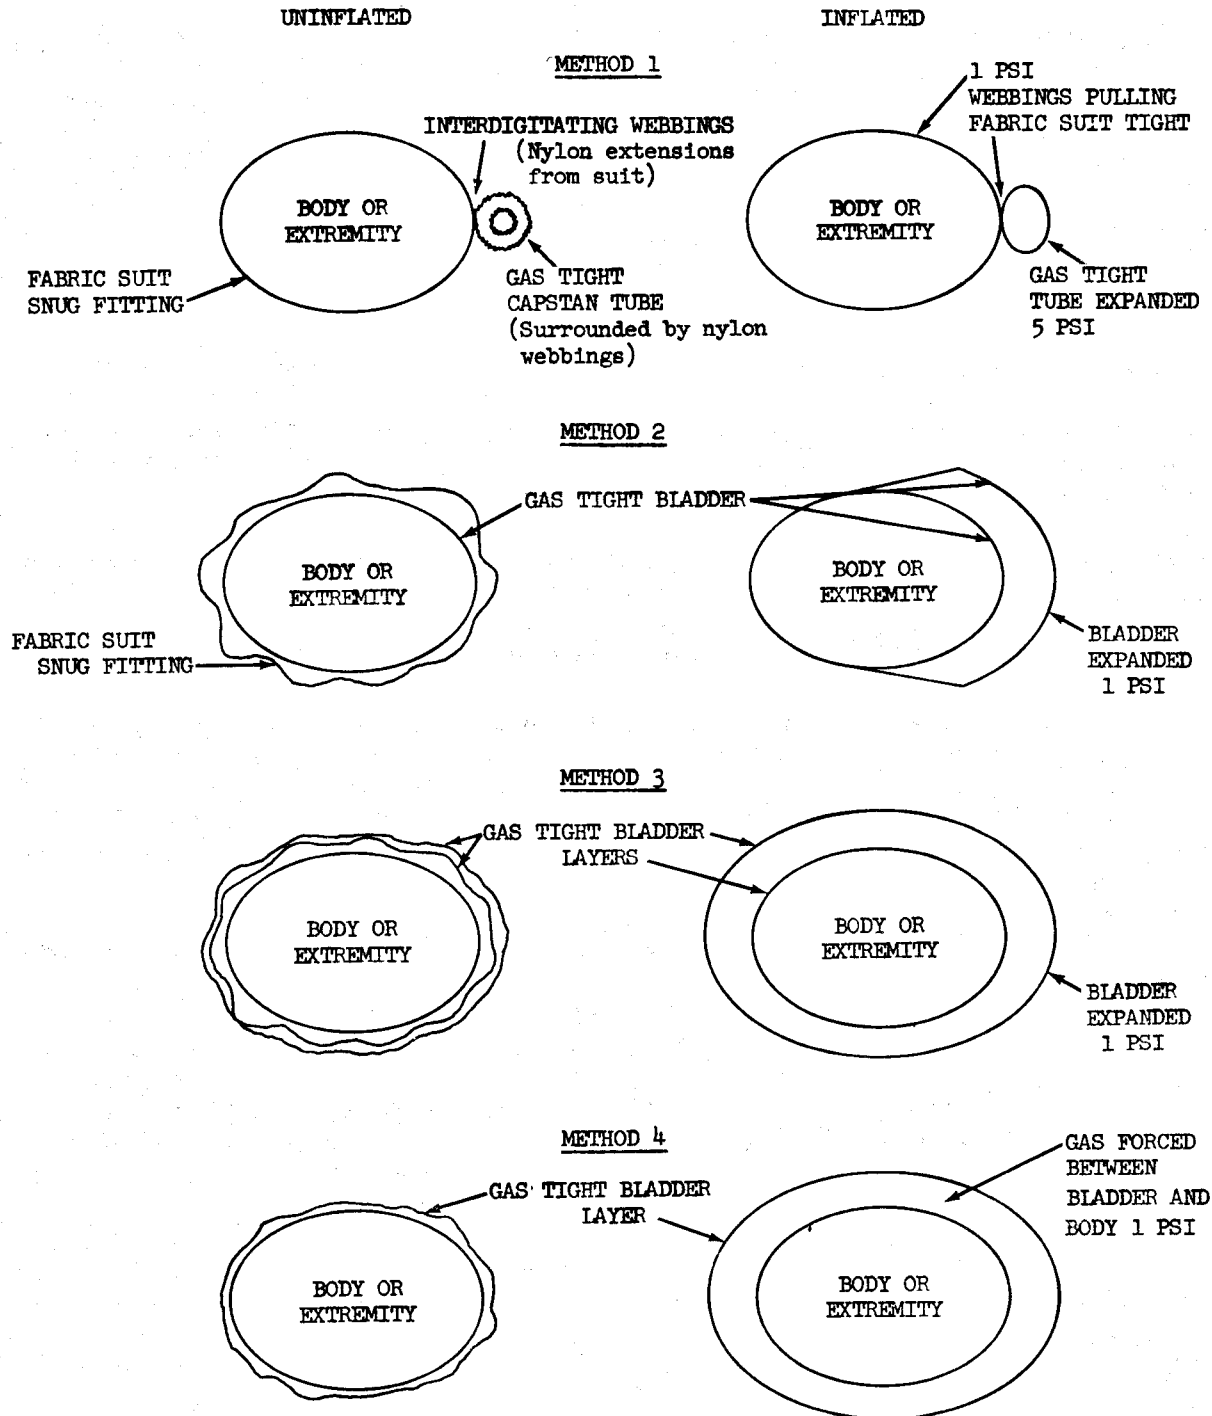 UNINFLATED
INFLATED
METHOD 1
INTERDIGITATING WEBBINGS
(Nylon extensions
from suit)
1 PSI
WEBBINGS PULLING
FABRIC SUIT TIGHT
BODY OR
EXTREMITY
BODY OR
EXTREMITY
FABRIC SUIT
SNUG FITTING
GAS TIGHT
CAPSTAN TUBE
(Surrounded by nylon
webbings)
GAS TIGHT
TUBE EXPANDED
5 PSI
METHOD 2
GAS TIGHT BLADDER
BODY OR
EXTREMITY
BODY OR
EXTREMITY
FABRIC SUIT
SNUG FITTING
BLADDER
EXPANDED
1 PSI
METHOD 3
GAS TIGHT BLADDER
LAYERS
BODY OR
EXTREMITY
BODY OR
EXTREMITY
BLADDER
EXPANDED
1 PSI
METHOD 4
GAS TIGHT BLADDER
LAYER
GAS FORCED
BETWEEN
BLADDER AND
BODY 1 PSI
BODY OR
EXTREMITY
BODY OR
EXTREMITY